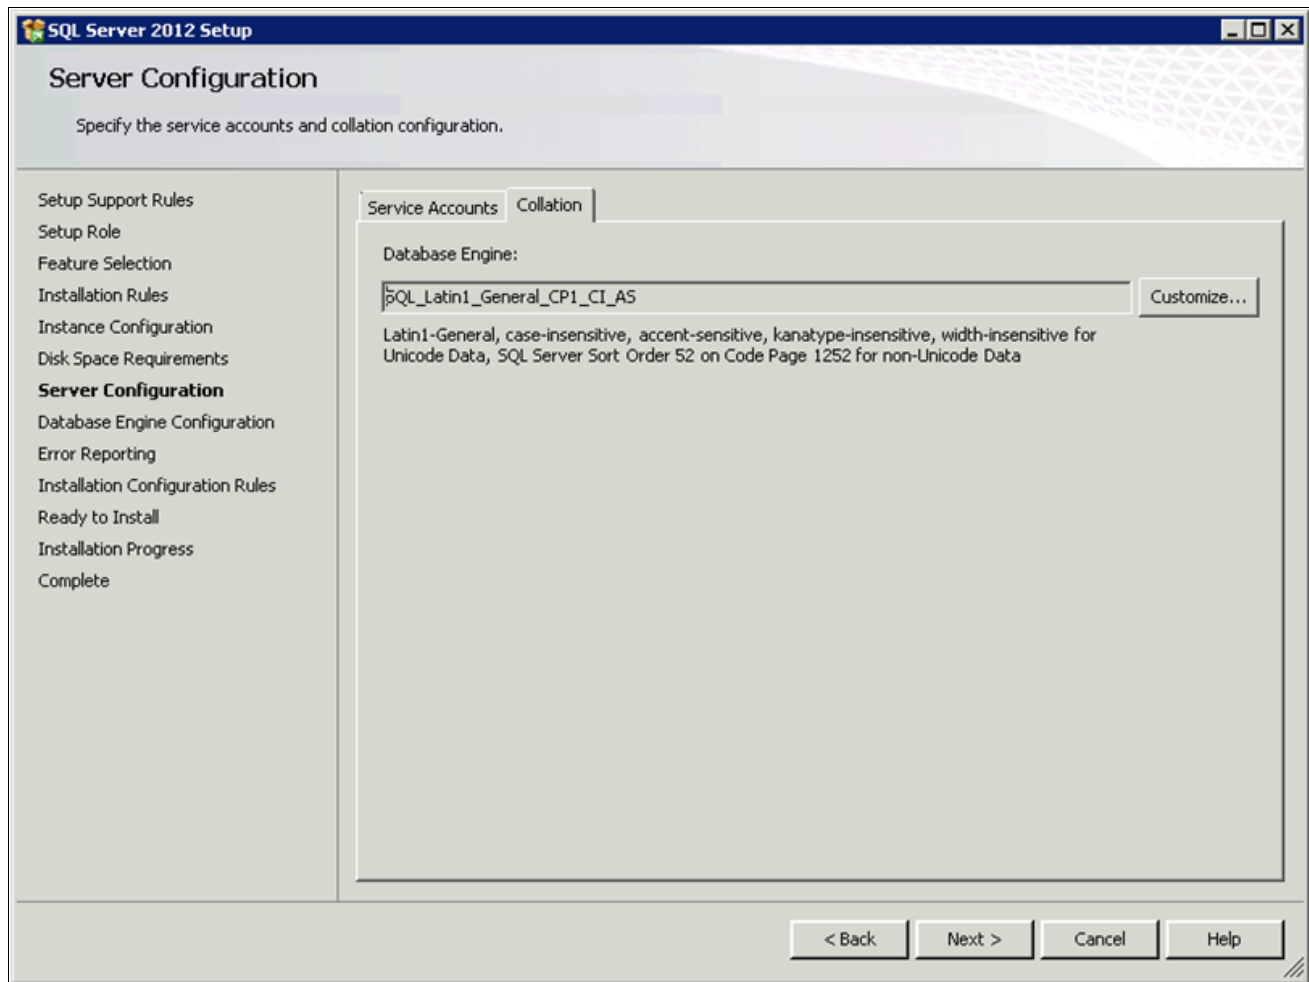 SQL Server 2012 Setup
Server Configuration
Specify the service accounts and collation configuration.
Setup Support Rules
Setup Role
Feature Selection
Installation Rules
Instance Configuration
Disk Space Requirements
Server Configuration
Database Engine Configuration
Error Reporting
Installation Configuration Rules
Ready to Install
Installation Progress
Complete
Service Accounts
Collation
Database Engine:
SQL_Latin1_General_CP1_CI_AS
Customize...
Latin1-General, case-insensitive, accent-sensitive, kanatype-insensitive, width-insensitive for
Unicode Data, SQL Server Sort Order 52 on Code Page 1252 for non-Unicode Data
< Back
Next >
Cancel
Help